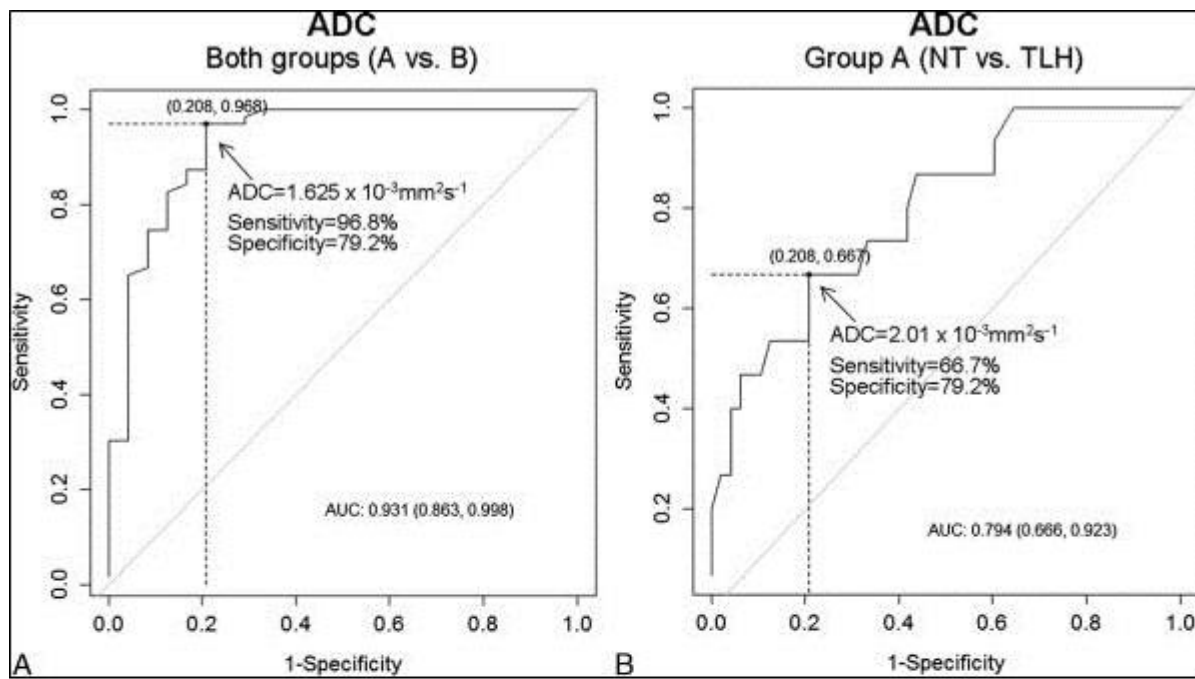 ADC
Both groups (A vs. B)
(0.208, 0.968)
ADC=1.625 x 10⁻³mm²s⁻¹
Sensitivity=96.8%
Specificity=79.2%
AUC: 0.931 (0.863, 0.998)
Sensitivity
1.0
0.8
0.6
0.4
0.2
0.0
0.0 0.2 0.4 0.6 0.8 1.0
1-Specificity
A
ADC
Group A (NT vs. TLH)
(0.208, 0.667)
ADC=2.01 x 10⁻³mm²s⁻¹
Sensitivity=66.7%
Specificity=79.2%
AUC: 0.794 (0.666, 0.923)
Sensitivity
1.0
0.8
0.6
0.4
0.2
0.0 0.2 0.4 0.6 0.8 1.0
1-Specificity
B